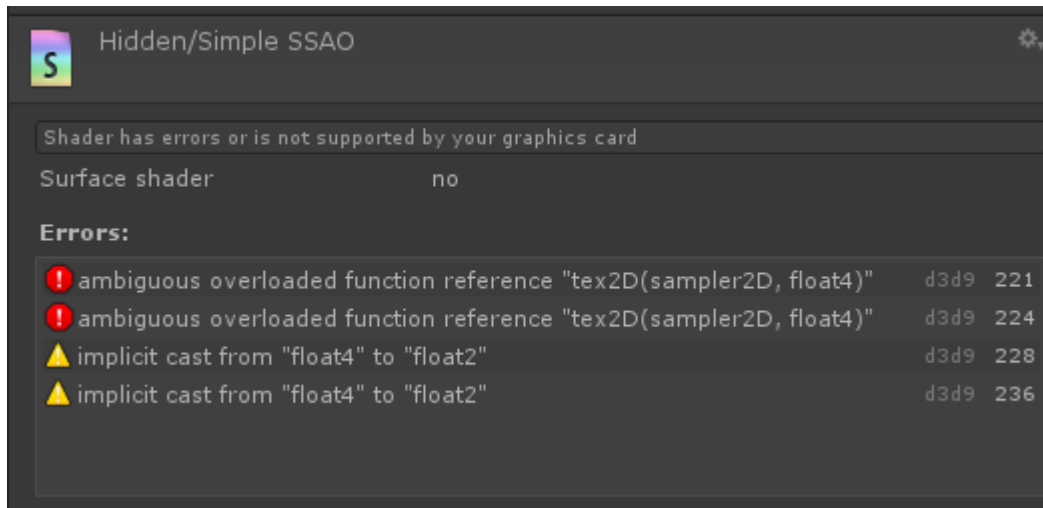 S
Hidden/Simple SSAO
Shader has errors or is not supported by your graphics card
Surface shader no
Errors:
ambiguous overloaded function reference "tex2D(sampler2D, float4)" d3d9 221
ambiguous overloaded function reference "tex2D(sampler2D, float4)" d3d9 224
implicit cast from "float4" to "float2" d3d9 228
implicit cast from "float4" to "float2" d3d9 236